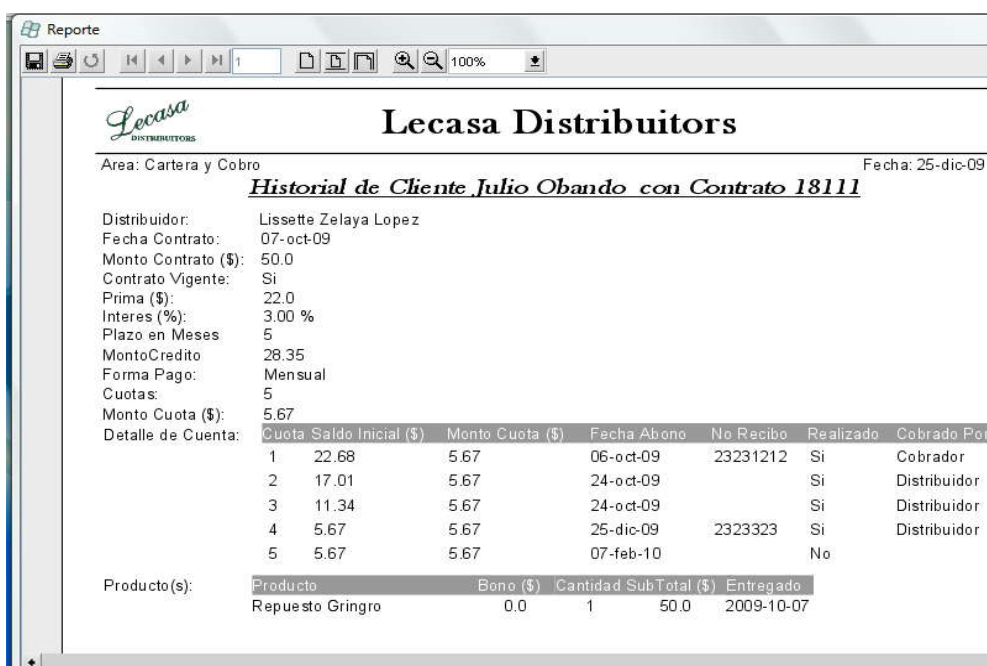 Reporte
1
100%
Lecasa
DISTRIBUITORS
Lecasa Distribuitors
Area: Cartera y Cobro Fecha: 25-dic-09
Historial de Cliente Julio Obando con Contrato 18111
Distribuidor: Lissette Zelaya Lopez
Fecha Contrato: 07-oct-09
Monto Contrato ($): 50.0
Contrato Vigente: Si
Prima ($): 22.0
Interes (%): 3.00 %
Plazo en Meses 5
MontoCredito 28.35
Forma Pago: Mensual
Cuotas: 5
Monto Cuota ($): 5.67
Detalle de Cuenta: Cuota Saldo Inicial ($) Monto Cuota ($) Fecha Abono No Recibo Realizado Cobrado Por
1 22.68 5.67 06-oct-09 23231212 Si Cobrador
2 17.01 5.67 24-oct-09 Si Distribuidor
3 11.34 5.67 24-oct-09 Si Distribuidor
4 5.67 5.67 25-dic-09 2323323 Si Distribuidor
5 5.67 5.67 07-feb-10 No
Producto(s): Producto Bono ($) Cantidad SubTotal ($) Entregado
Repuesto Gringro 0.0 1 50.0 2009-10-07